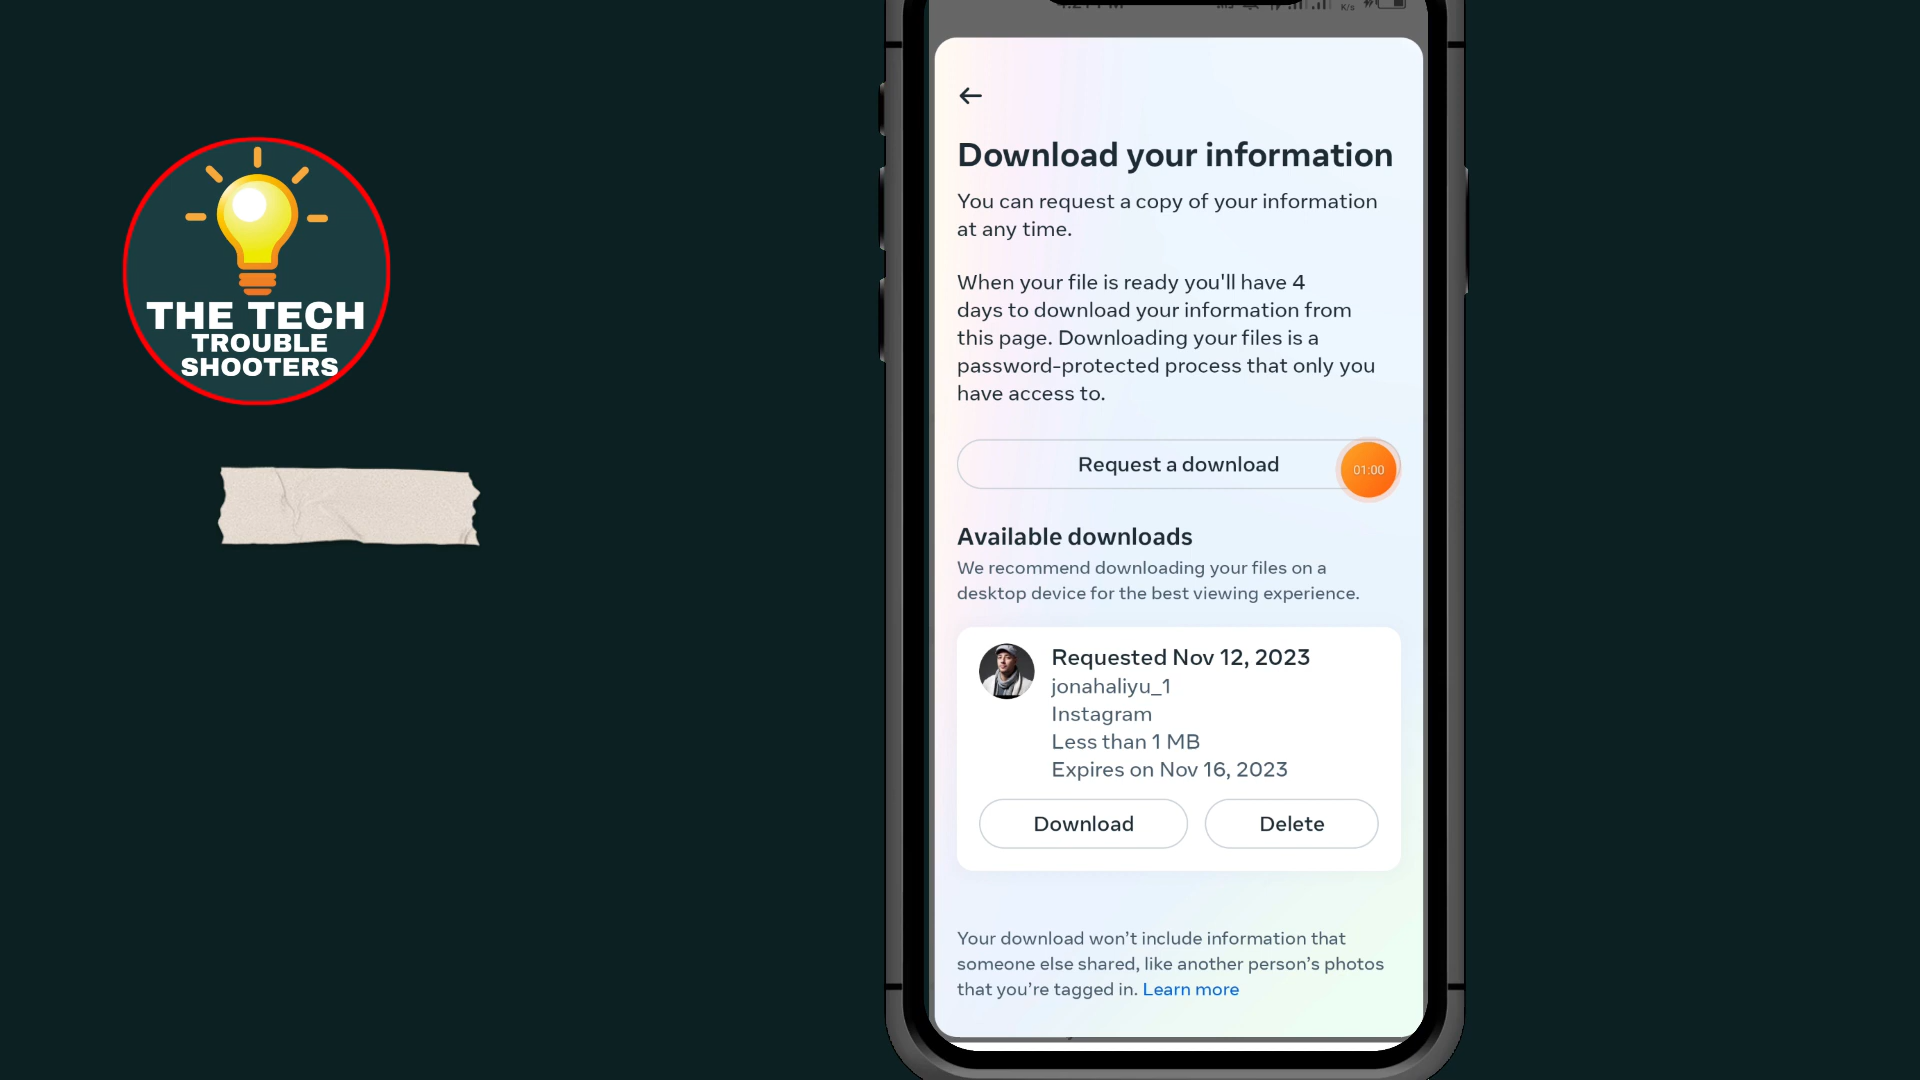 THE TECH
TROUBLE
SHOOTERS
Download your information
You can request a copy of your information
at any time.
When your file is ready you'll have 4
days to download your information from
this page. Downloading your files is a
password-protected process that only you
have access to.
Request a download
01:00
Available downloads
We recommend downloading your files on a
desktop device for the best viewing experience.
Requested Nov 12, 2023
jonahaliyu_1
Instagram
Less than 1 MB
Expires on Nov 16, 2023
Download
Delete
Your download won’t include information that
someone else shared, like another person’s photos
that you’re tagged in. Learn more